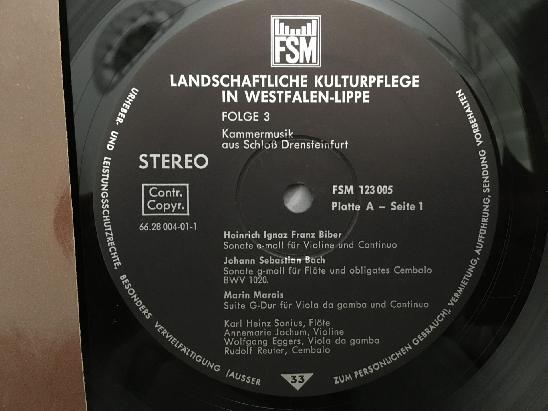 FSM
LANDSCHAFTLICHE KULTURPFLEGE
IN WESTFALEN-LIPPE
FOLGE 3
Kammermusik
aus Schloß Drensteinfurt
STEREO
Contr.
Copyr.
66.28 004-01-1
FSM 123 005
Platte A – Seite 1
Heinrich Ignaz Franz Biber
Sonate a-moll für Violine und Continuo
Johann Sebastian Bach
Sonate g-moll für Flöte und obligates Cembalo
BWV 1020.
Marin Marais
Suite G-Dur für Viola da gamba und Continuo
Karl Heinz Sonius, Flöte
Annemarie Jochum, Violine
Wolfgang Eggers, Viola da gamba
Rudolf Reuter, Cembalo
33
URHEBER- UND LEISTUNGSSCHUTZRECHTE, BESONDERS VERVIELFÄLTIGUNG (AUSSER ZUM PERSÖNLICHEN GEBRAUCH), VERMIETUNG, AUFFÜHRUNG, SENDUNG VORBEHALTEN